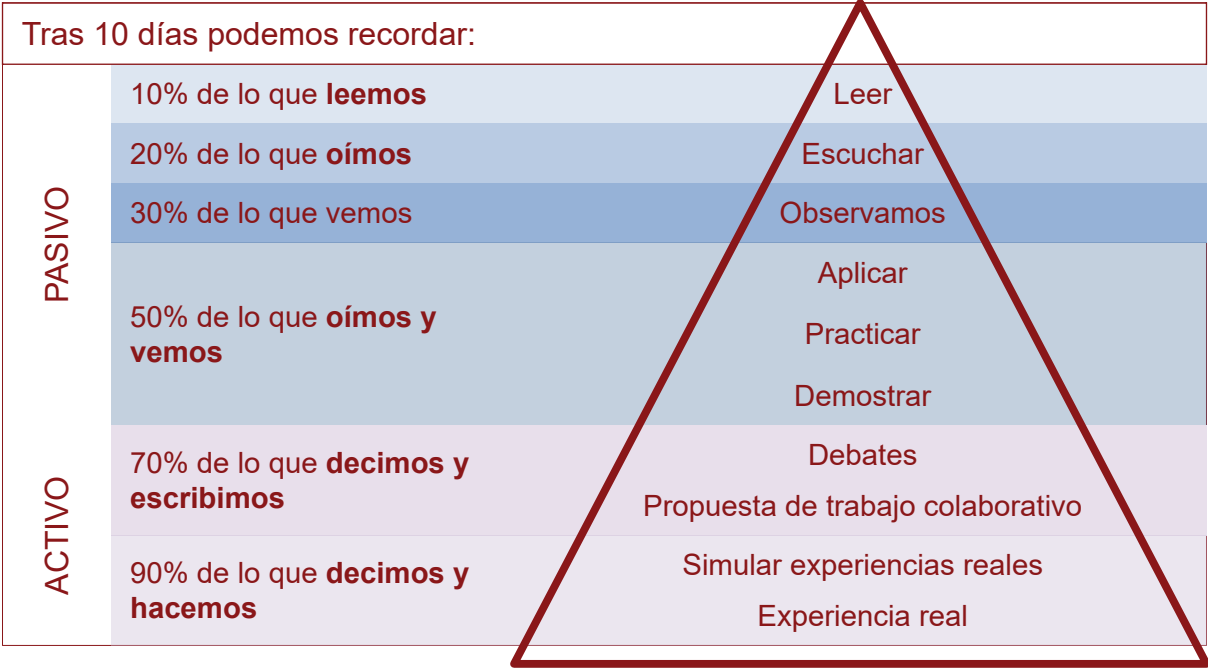 Tras 10 días podemos recordar:
PASIVO
10% de lo que leemos
Leer
20% de lo que oímos
Escuchar
30% de lo que vemos
Observamos
50% de lo que oímos y
vemos
Aplicar
Practicar
Demostrar
ACTIVO
70% de lo que decimos y
escribimos
Debates
Propuesta de trabajo colaborativo
90% de lo que decimos y
hacemos
Simular experiencias reales
Experiencia real